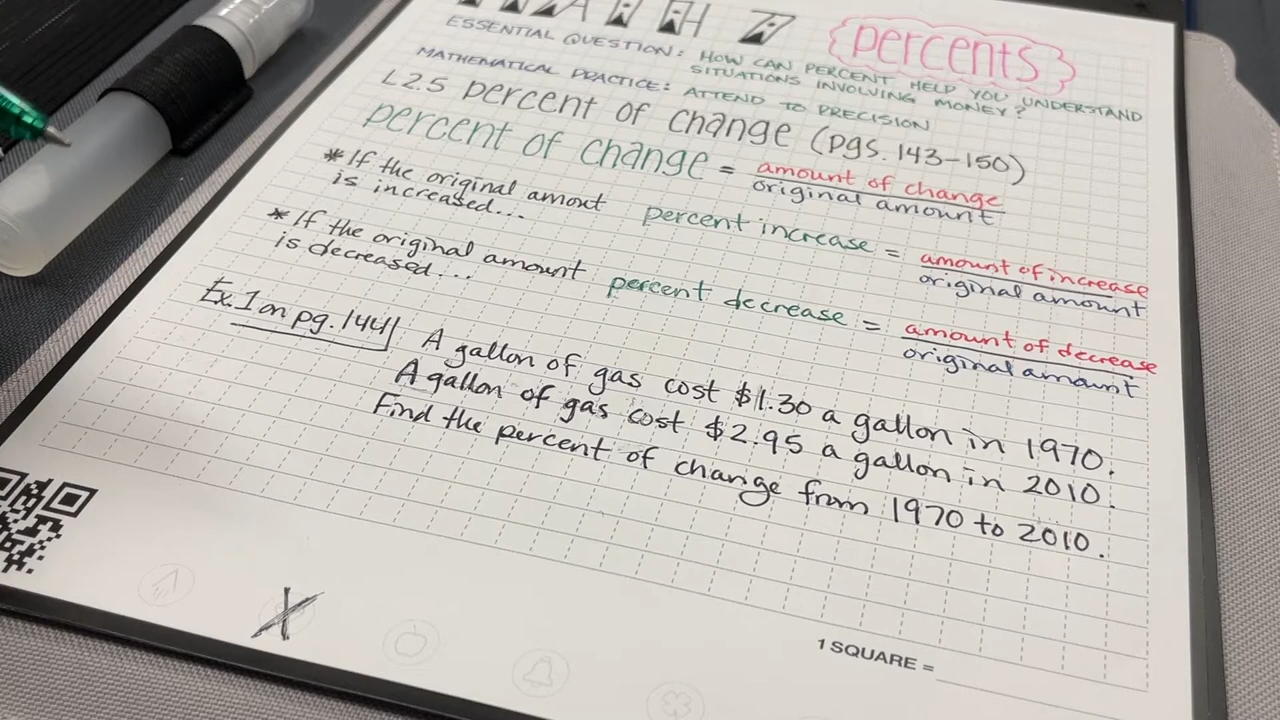 MATH 7
percents
ESSENTIAL QUESTION: HOW CAN PERCENT HELP YOU UNDERSTAND
SITUATIONS INVOLVING MONEY?
MATHEMATICAL PRACTICE: ATTEND TO PRECISION
L2.5 percent of change (pgs. 143-150)
percent of change = amount of change
original amount
*If the original amount
is increased...
percent increase = amount of increase
original amount
*If the original amount
is decreased...
percent decrease = amount of decrease
original amount
Ex. 1 on pg. 144
A gallon of gas cost $1.30 a gallon in 1970.
A gallon of gas cost $2.95 a gallon in 2010.
Find the percent of change from 1970 to 2010.
1 SQUARE =